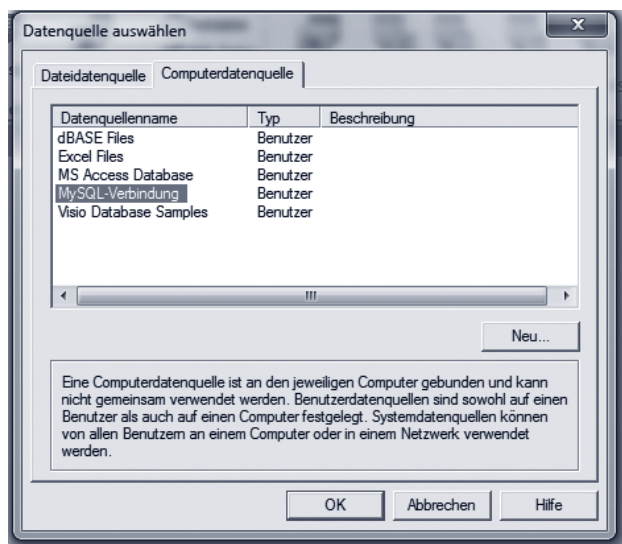 Datenquelle auswählen
Dateidatenquelle Computerdatenquelle
Datenquellenname Typ Beschreibung
dBASE Files Benutzer
Excel Files Benutzer
MS Access Database Benutzer
MySQL-Verbindung Benutzer
Visio Database Samples Benutzer
Neu...
Eine Computerdatenquelle ist an den jeweiligen Computer gebunden und kann
nicht gemeinsam verwendet werden. Benutzerdatenquellen sind sowohl auf einen
Benutzer als auch auf einen Computer festgelegt. Systemdatenquellen können
von allen Benutzern an einem Computer oder in einem Netzwerk verwendet
werden.
OK Abbrechen Hilfe